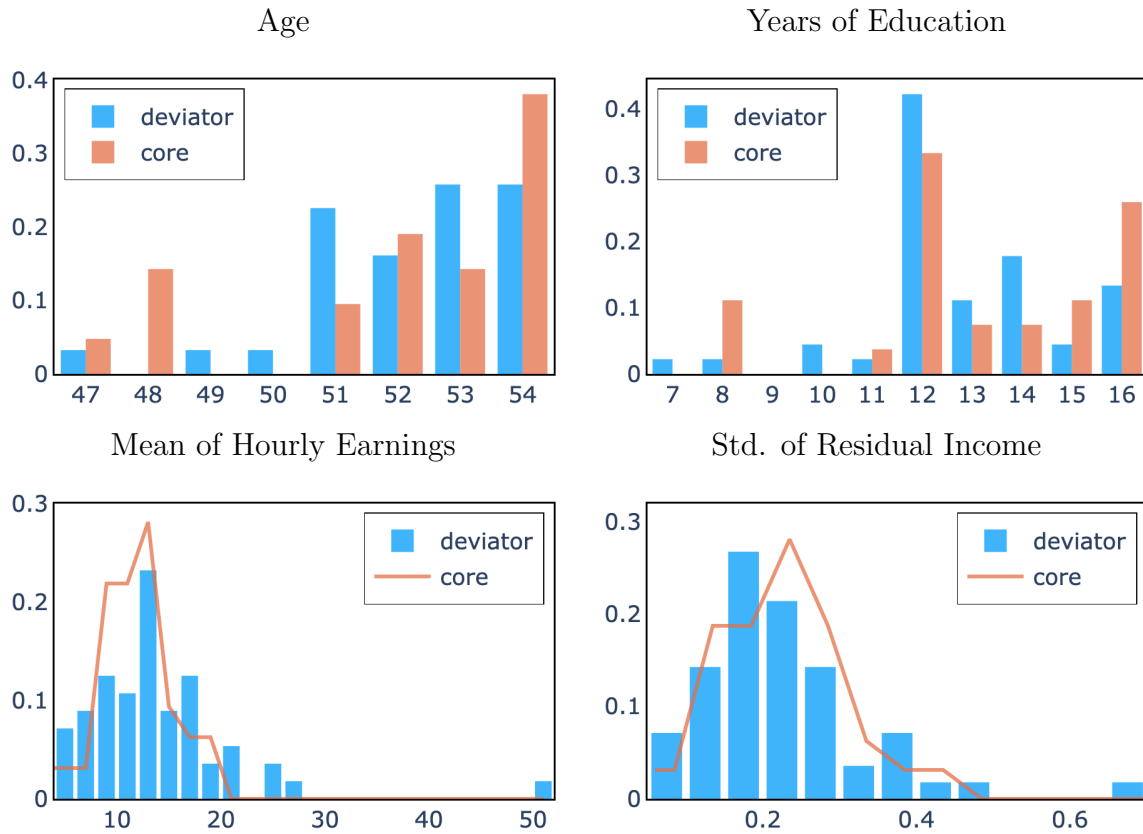 Age
0.4
0.3
0.2
0.1
0
deviator
core
47 48 49 50 51 52 53 54
Years of Education
0.4
0.3
0.2
0.1
0
deviator
core
7 8 9 10 11 12 13 14 15 16
Mean of Hourly Earnings
0.3
0.2
0.1
0
deviator
core
10 20 30 40 50
Std. of Residual Income
0.3
0.2
0.1
0
deviator
core
0.2 0.4 0.6